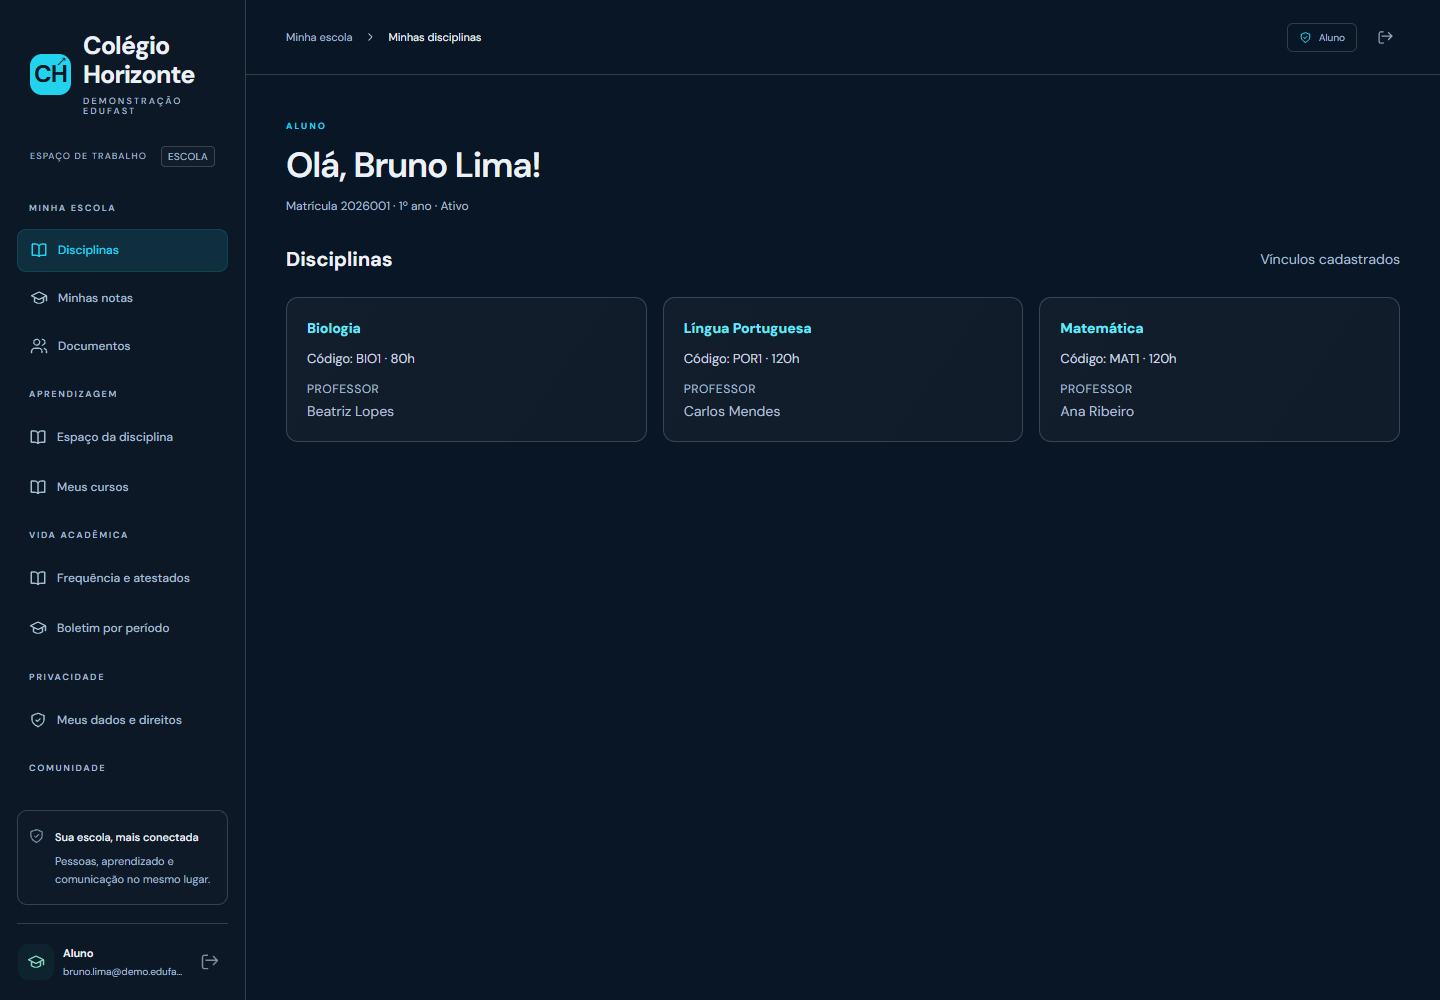 CH
Colégio
Horizonte
DEMONSTRAÇÃO
EDUFAST
ESPAÇO DE TRABALHO ESCOLA
MINHA ESCOLA
Disciplinas
Minhas notas
Documentos
APRENDIZAGEM
Espaço da disciplina
Meus cursos
VIDA ACADÊMICA
Frequência e atestados
Boletim por período
PRIVACIDADE
Meus dados e direitos
COMUNIDADE
Sua escola, mais conectada
Pessoas, aprendizado e
comunicação no mesmo lugar.
Aluno
bruno.lima@demo.edufa...
Minha escola > Minhas disciplinas
Aluno
ALUNO
Olá, Bruno Lima!
Matrícula 2026001 · 1º ano · Ativo
Disciplinas
Vínculos cadastrados
Biologia
Código: BIO1 · 80h
PROFESSOR
Beatriz Lopes
Língua Portuguesa
Código: POR1 · 120h
PROFESSOR
Carlos Mendes
Matemática
Código: MAT1 · 120h
PROFESSOR
Ana Ribeiro